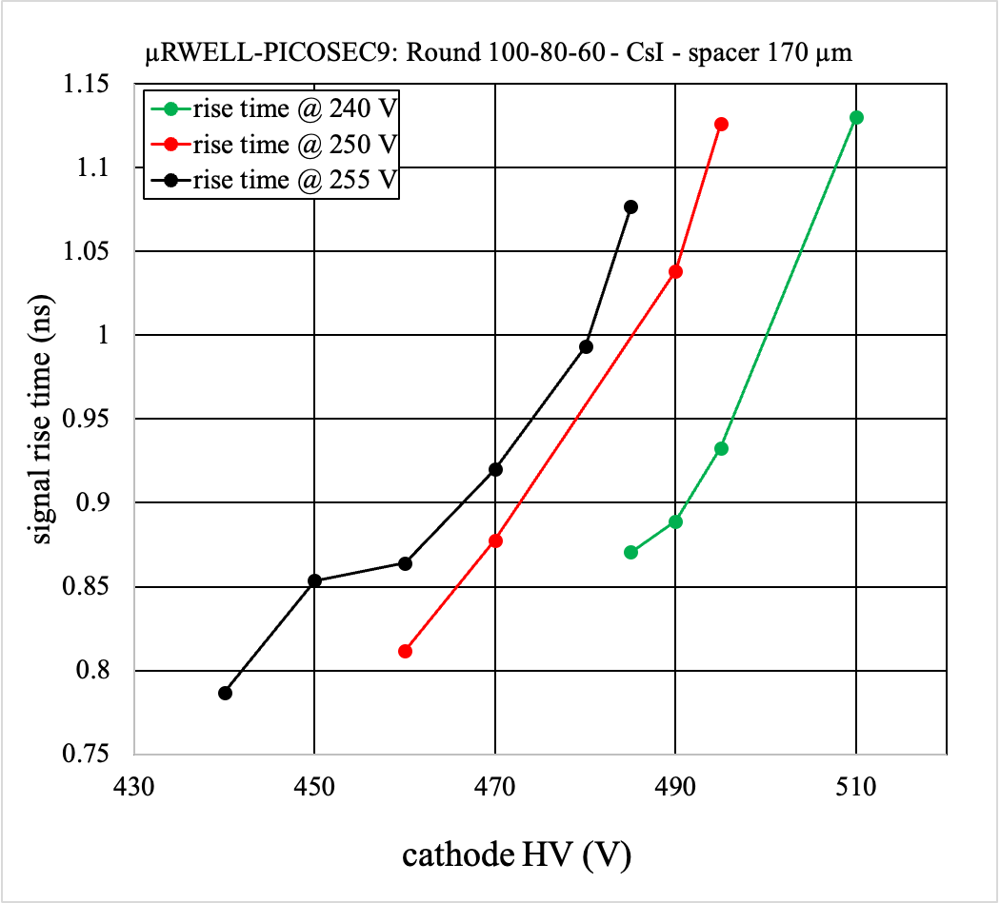 µRWELL-PICOSEC9: Round 100-80-60 - CsI - spacer 170 µm
rise time @ 240 V
rise time @ 250 V
rise time @ 255 V
signal rise time (ns)
1.15
1.1
1.05
1
0.95
0.9
0.85
0.8
0.75
430 450 470 490 510
cathode HV (V)